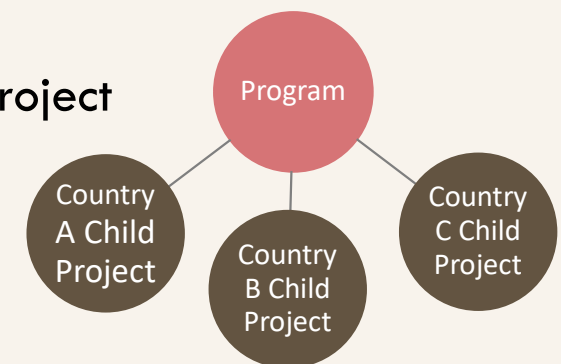 roject
Program
Country
A Child
Project
Country
B Child
Project
Country
C Child
Project